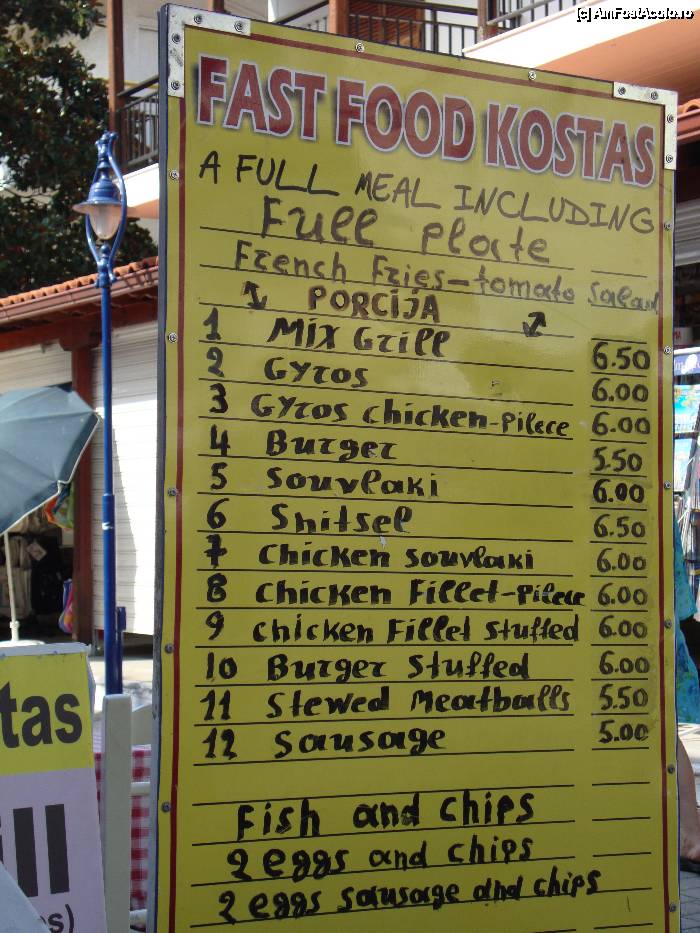 [c] AmFostAcolo.ro
FAST FOOD KOSTAS
A FULL MEAL INCLUDING
Full plate
French Fries-tomato salad
PORCIJA
1 Mix Grill 6.50
2 Gyros 6.00
3 Gyros chicken-Pilece 6.00
4 Burger 5.50
5 Souvlaki 6.00
6 Snitsel 6.50
7 Chicken souvlaki 6.00
8 Chicken Fillet-Pilece 6.00
9 Chicken Fillet stuffed 6.00
10 Burger stuffed 6.00
11 Stewed Meatballs 5.50
12 Sausage 5.00
Fish and chips
2 eggs and chips
2 eggs sausage and chips
tas
ill
s)